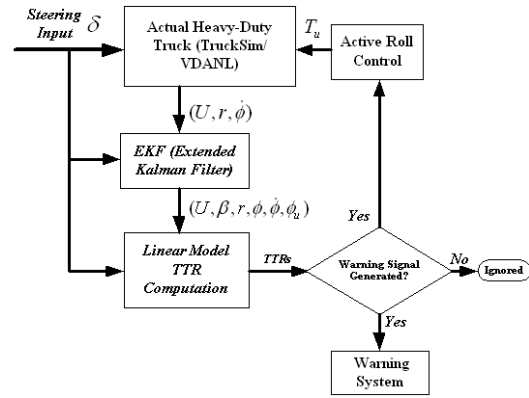 Steering
Input
δ
Actual Heavy-Duty
Truck (TruckSim/
VDANL)
T_u
Active Roll
Control
(U, r, φ̇)
EKF (Extended
Kalman Filter)
(U, β, r, φ, φ̇, φ_u)
Yes
Linear Model
TTR
Computation
TTRs
Warning Signal
Generated?
No
Ignored
Yes
Warning
System